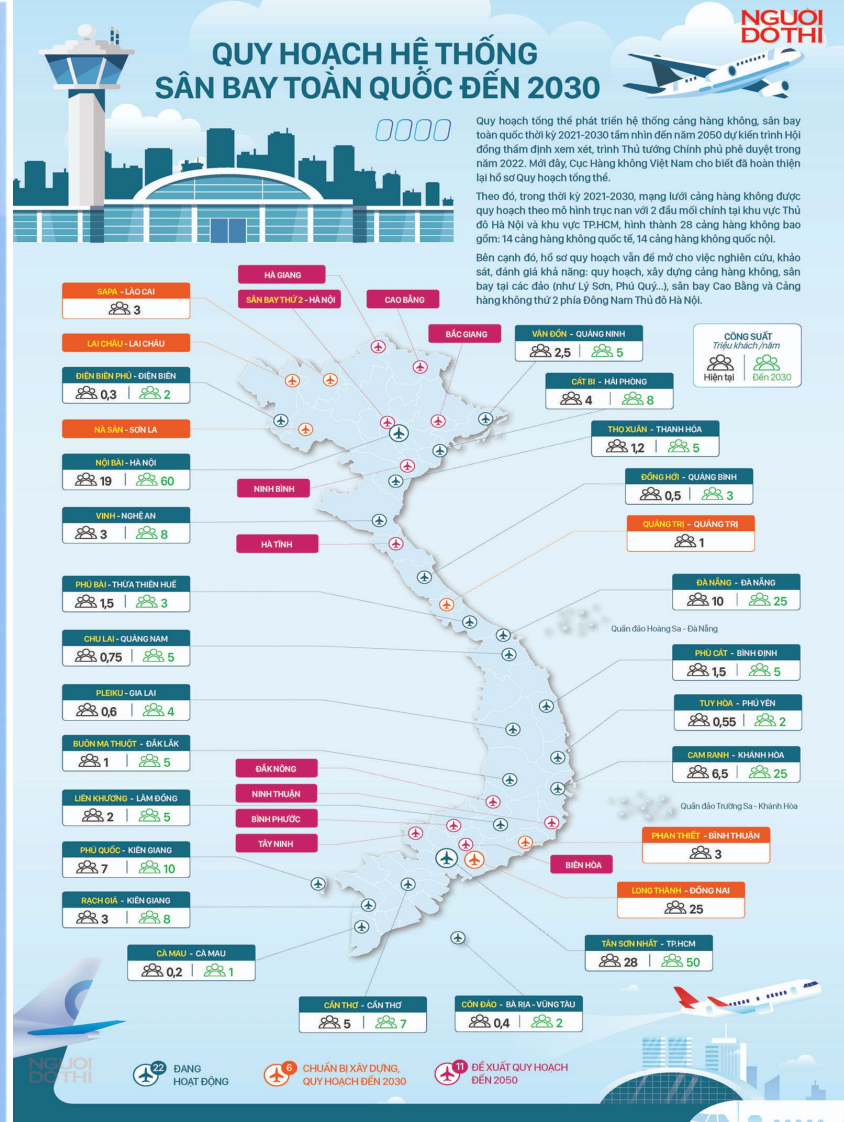 NGƯỜI
ĐÔTHỊ
QUY HOẠCH HỆ THỐNG
SÂN BAY TOÀN QUỐC ĐẾN 2030
Quy hoạch tổng thể phát triển hệ thống cảng hàng không, sân bay
toàn quốc thời kỳ 2021-2030 tầm nhìn đến năm 2050 dự kiến trình Hội
đồng thẩm định xem xét, trình Thủ tướng Chính phủ phê duyệt trong
năm 2022. Mới đây, Cục Hàng không Việt Nam cho biết đã hoàn thiện
lại hồ sơ Quy hoạch tổng thể.
Theo đó, trong thời kỳ 2021-2030, mạng lưới cảng hàng không được
quy hoạch theo mô hình trục nan với 2 đầu mối chính tại khu vực Thủ
đô Hà Nội và khu vực TP.HCM, hình thành 28 cảng hàng không bao
gồm: 14 cảng hàng không quốc tế, 14 cảng hàng không quốc nội.
Bên cạnh đó, hồ sơ quy hoạch vẫn để mở cho việc nghiên cứu, khảo
sát, đánh giá khả năng: quy hoạch, xây dựng cảng hàng không, sân
bay tại các đảo (như Lý Sơn, Phú Quý...), sân bay Cao Bằng và Cảng
hàng không thứ 2 phía Đông Nam Thủ đô Hà Nội.
CÔNG SUẤT
Triệu khách /năm
Hiện tại Đến 2030
HÀ GIANG
SÂN BAY THỨ 2 - HÀ NỘI
CAO BẰNG
BẮC GIANG
SAPA - LÀO CAI
3
LAI CHÂU - LAI CHÂU
ĐIỆN BIÊN PHỦ - ĐIỆN BIÊN
0,3 2
NÀ SẢN - SƠN LA
NỘI BÀI - HÀ NỘI
19 60
VINH - NGHỆ AN
3 8
PHÚ BÀI - THỪA THIÊN HUẾ
1,5 3
CHU LAI - QUẢNG NAM
0,75 5
PLEIKU - GIA LAI
0,6 4
BUÔN MA THUỘT - ĐẮK LẮK
1 5
LIÊN KHƯƠNG - LÂM ĐỒNG
2 5
PHÚ QUỐC - KIÊN GIANG
7 10
RẠCH GIÁ - KIÊN GIANG
3 8
CÀ MAU - CÀ MAU
0,2 1
NINH BÌNH
HÀ TĨNH
ĐẮK NÔNG
NINH THUẬN
BÌNH PHƯỚC
TÂY NINH
VÂN ĐỒN - QUẢNG NINH
2,5 5
CÁT BI - HẢI PHÒNG
4 8
THỌ XUÂN - THANH HÓA
1,2 5
ĐỒNG HỚI - QUẢNG BÌNH
0,5 3
QUẢNG TRỊ - QUẢNG TRỊ
1
ĐÀ NẴNG - ĐÀ NẴNG
10 25
Quần đảo Hoàng Sa - Đà Nẵng
PHÙ CÁT - BÌNH ĐỊNH
1,5 5
TUY HÒA - PHÚ YÊN
0,55 2
CAM RANH - KHÁNH HÒA
6,5 25
Quần đảo Trường Sa - Khánh Hòa
PHAN THIẾT - BÌNH THUẬN
3
BIÊN HÒA
LONG THÀNH - ĐỒNG NAI
25
TÂN SƠN NHẤT - TP.HCM
28 50
CẦN THƠ - CẦN THƠ
5 7
CÔN ĐẢO - BÀ RỊA - VŨNG TÀU
0,4 2
NGƯỜI
ĐÔTHỊ
22 ĐANG
HOẠT ĐỘNG
6 CHUẨN BỊ XÂY DỰNG,
QUY HOẠCH ĐẾN 2030
11 ĐỀ XUẤT QUY HOẠCH
ĐẾN 2050